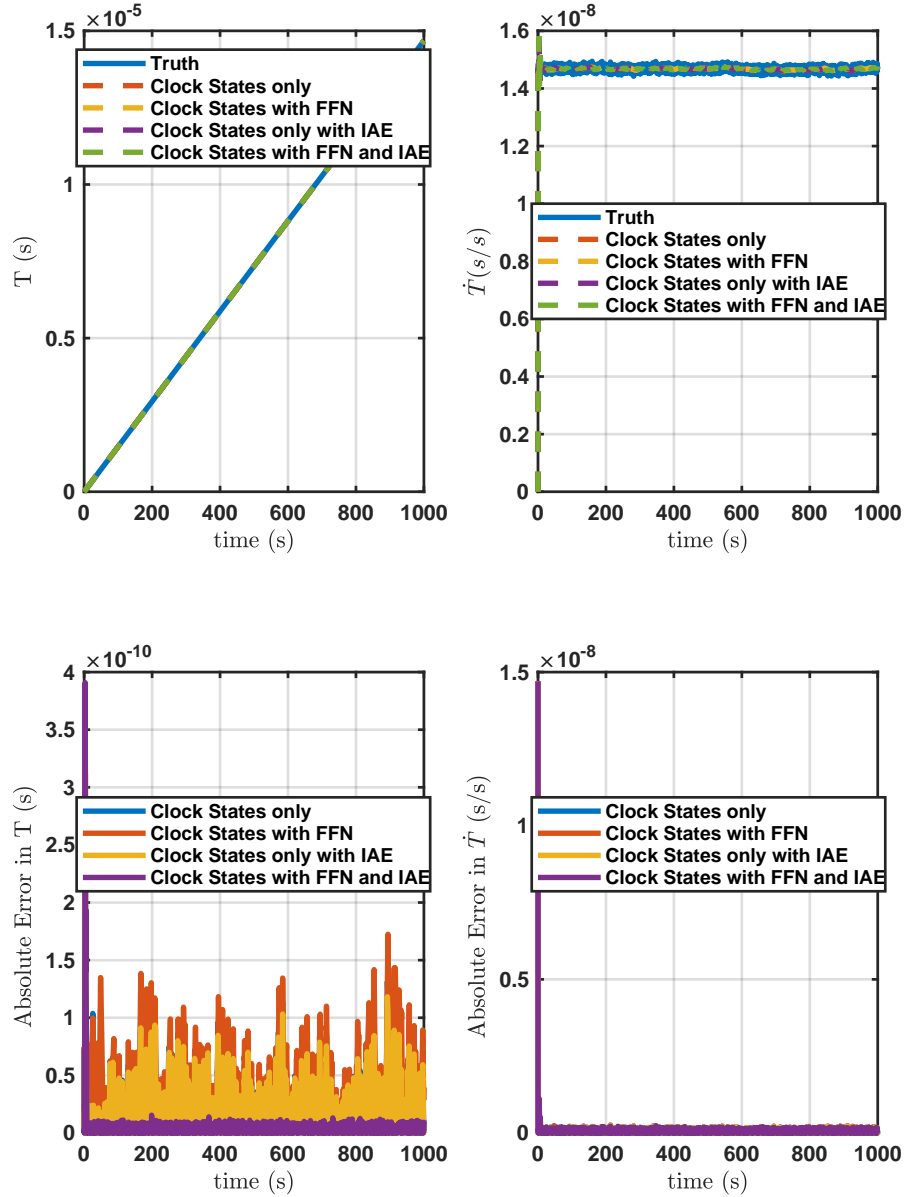 ×10-5
1.5
1
0.5
0
T (s)
Truth
Clock States only
Clock States with FFN
Clock States only with IAE
Clock States with FFN and IAE
0 200 400 600 800 1000
time (s)
×10-8
1.6
1.4
1.2
1
0.8
0.6
0.4
0.2
0
Ṫ(s/s)
Truth
Clock States only
Clock States with FFN
Clock States only with IAE
Clock States with FFN and IAE
0 200 400 600 800 1000
time (s)
×10-10
4
3.5
3
2.5
2
1.5
1
0.5
0
Absolute Error in T (s)
Clock States only
Clock States with FFN
Clock States only with IAE
Clock States with FFN and IAE
0 200 400 600 800 1000
time (s)
×10-8
1.5
1
0.5
0
Absolute Error in Ṫ (s/s)
Clock States only
Clock States with FFN
Clock States only with IAE
Clock States with FFN and IAE
0 200 400 600 800 1000
time (s)